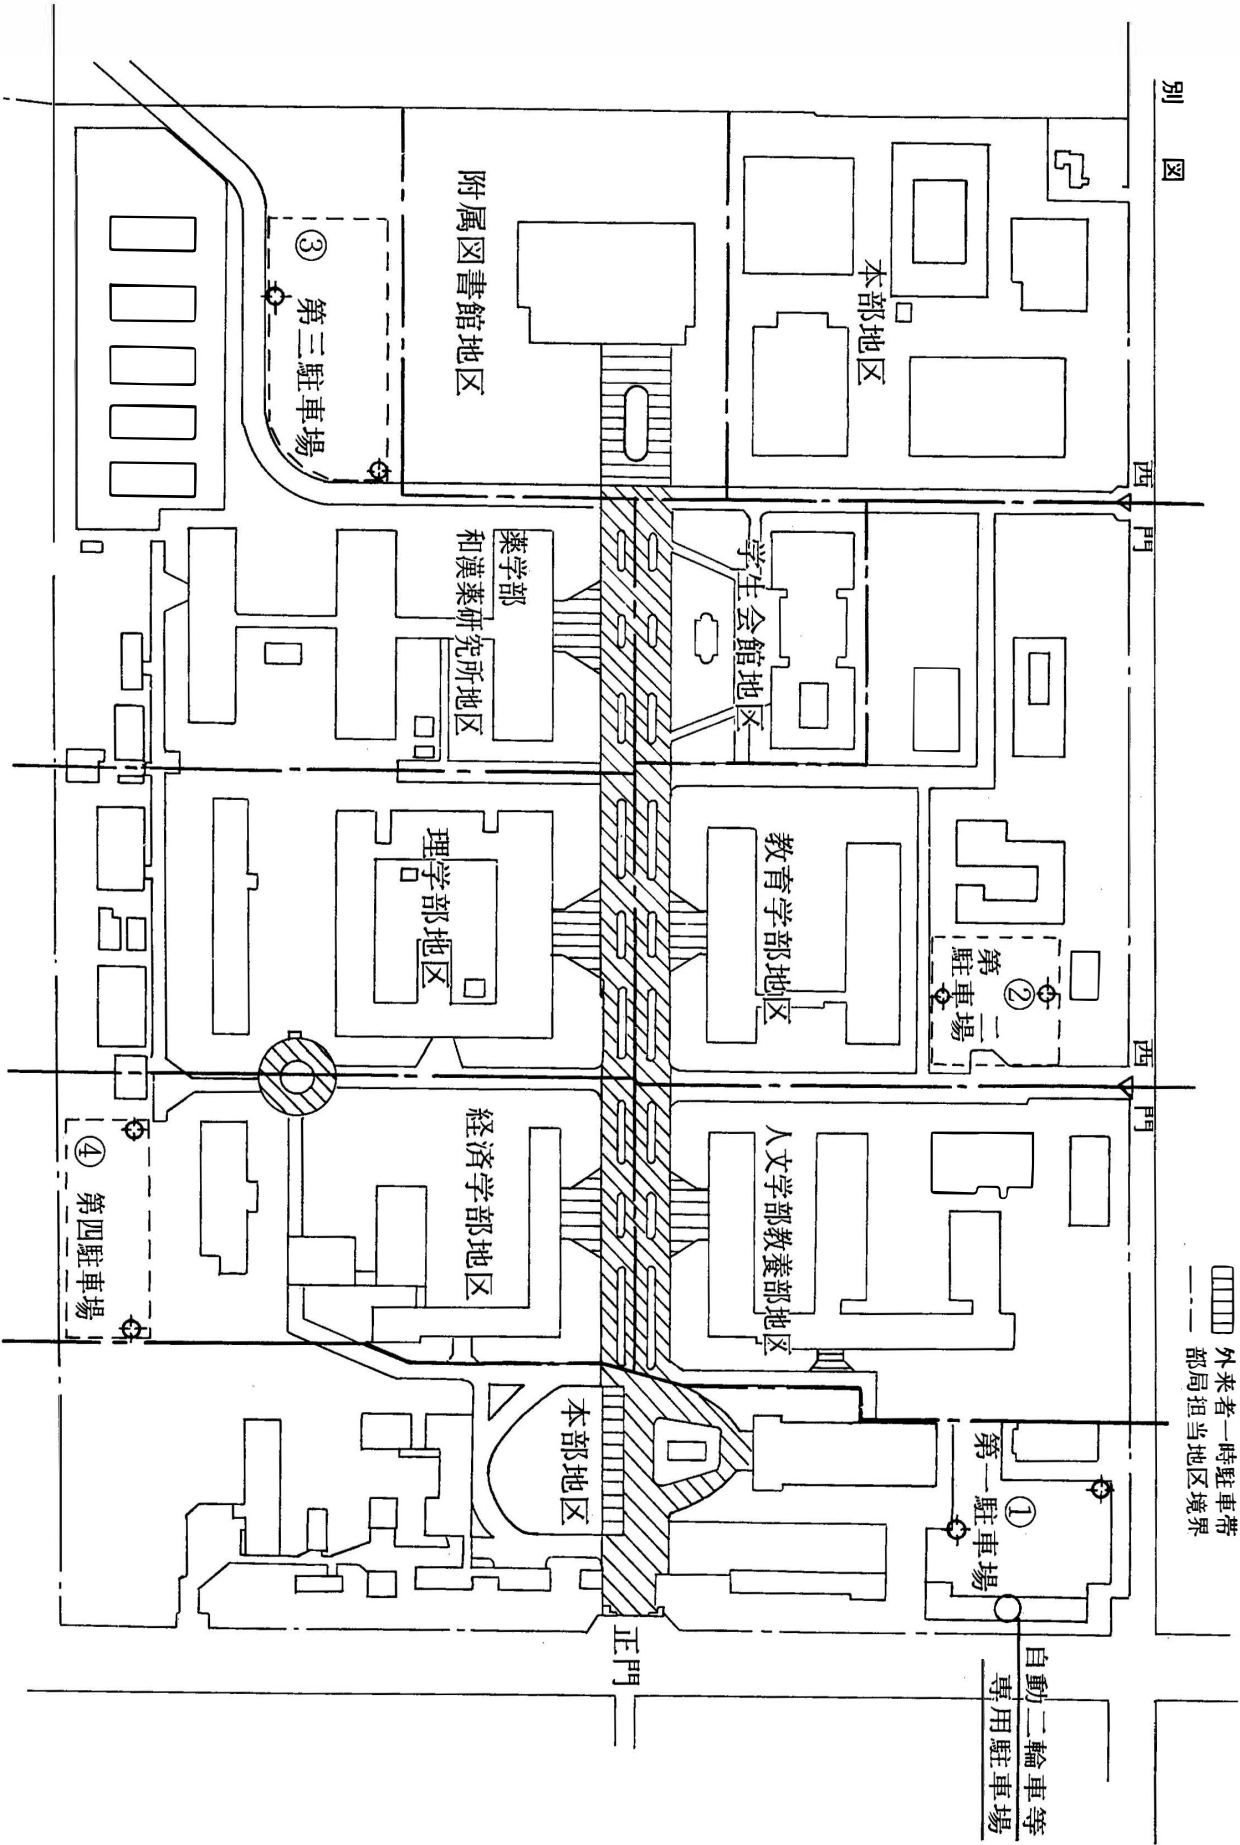 別図
外来者一時駐車帯
部局担当地区境界
西門
西門
本部地区
附属図書館地区
③
第三駐車場
学生会館地区
薬学部
和漢薬研究所地区
教育学部地区
理学部地区
②
第二
駐車場
人文学部教養部地区
経済学部地区
④ 第四駐車場
①
第一駐車場
本部地区
自動二輪車等
専用駐車場
正門